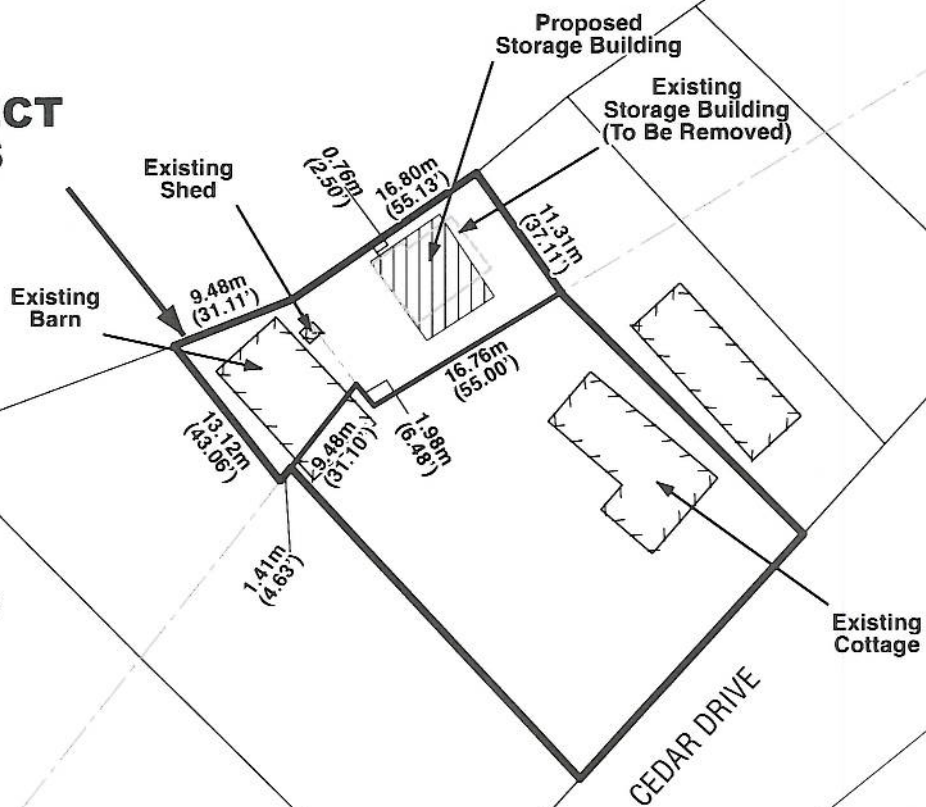 Proposed
Storage Building
Existing
Storage Building
(To Be Removed)
CT
Existing
Shed
0.76m
(2.50')
16.80m
(55.13')
11.31m
(37.11')
9.48m
(31.11')
Existing
Barn
16.76m
(55.00')
1.98m
(6.48')
13.12m
(43.06')
9.48m
(31.10')
1.41m
(4.63')
Existing
Cottage
CEDAR DRIVE